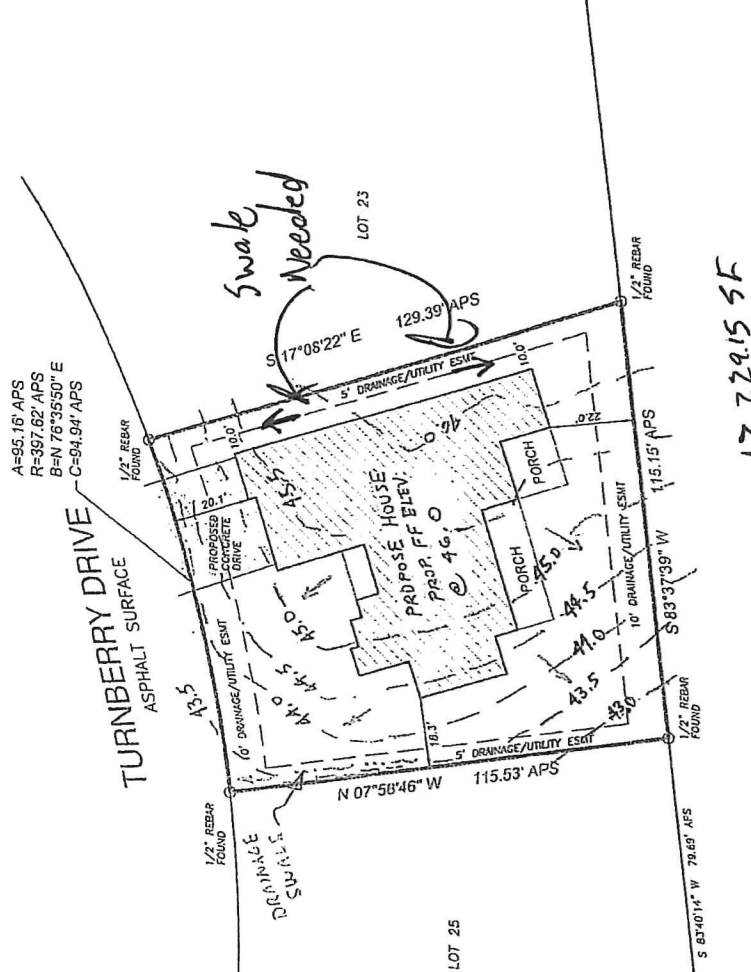 A=95.16' APS
R=397.62' APS
B=N 76°35'50" E
C=94.94' APS
TURNBERRY DRIVE
ASPHALT SURFACE
1/2" REBAR
FOUND
Swale
Needed
LOT 23
S 17°08'22" E
129.39' APS
5' DRAINAGE/UTILITY ESMT
10.0'
10.0'
20.1'
PROPOSED
CONCRETE
DRIVE
43.5
0' DRAINAGE/UTILITY ESMT
44.0
44.5
45.0
45.5
46.0
PROPOSE HOUSE
PROP. FF ELEV.
@ 46.0
PORCH
PORCH
22.0'
45.0
44.5
44.0
43.5
43.0
10' DRAINAGE/UTILITY ESMT
115.15' APS
S 83°37'39" W
1/2" REBAR
FOUND
18.3'
5' DRAINAGE/UTILITY ESMT
N 07°58'46" W
115.53' APS
1/2" REBAR
FOUND
DRAINAGE
SWALE
LOT 25
1/2" REBAR
FOUND
S 83°40'14" W 79.69' APS